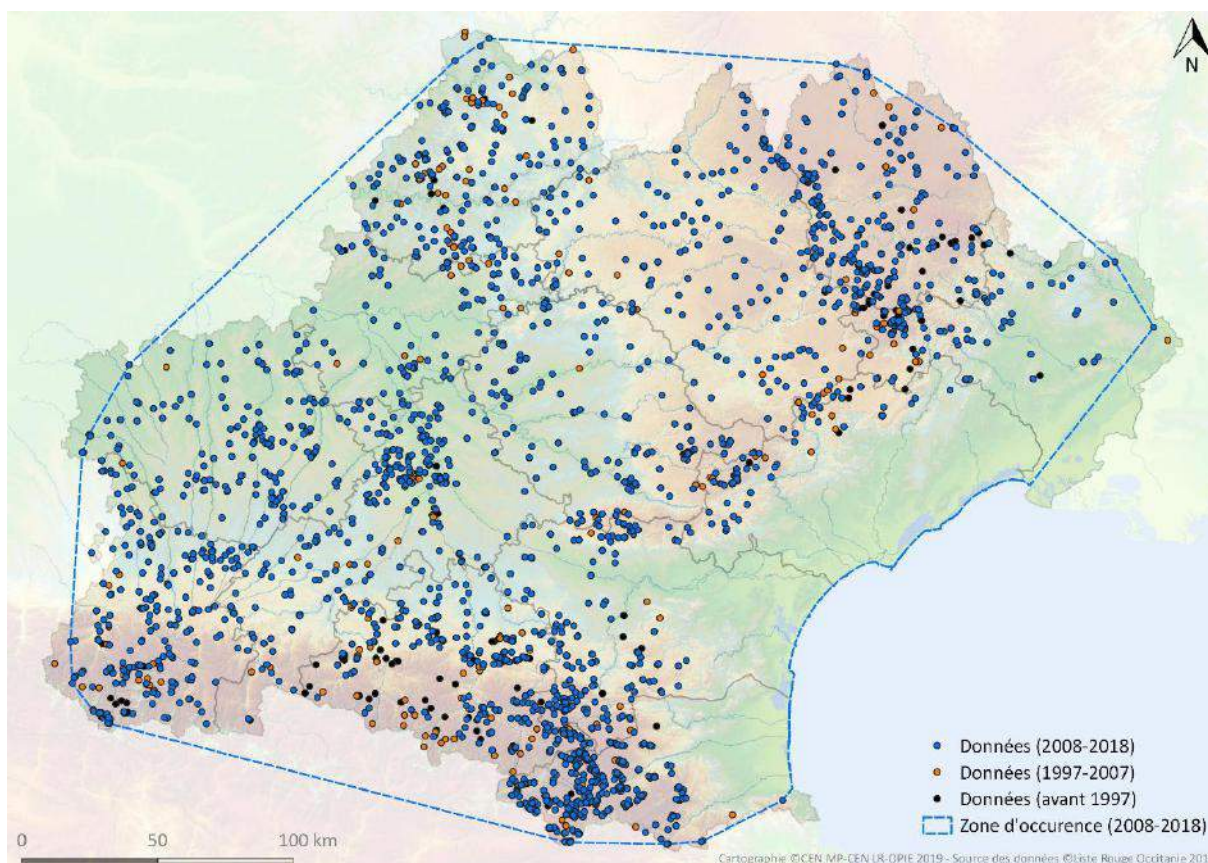 N
Données (2008-2018)
Données (1997-2007)
Données (avant 1997)
Zone d'occurence (2008-2018)
0 50 100 km
Cartographie ©CEN MP-CEN LR-OPIE 2019 - Source des données ©Liste Rouge Occitanie 201